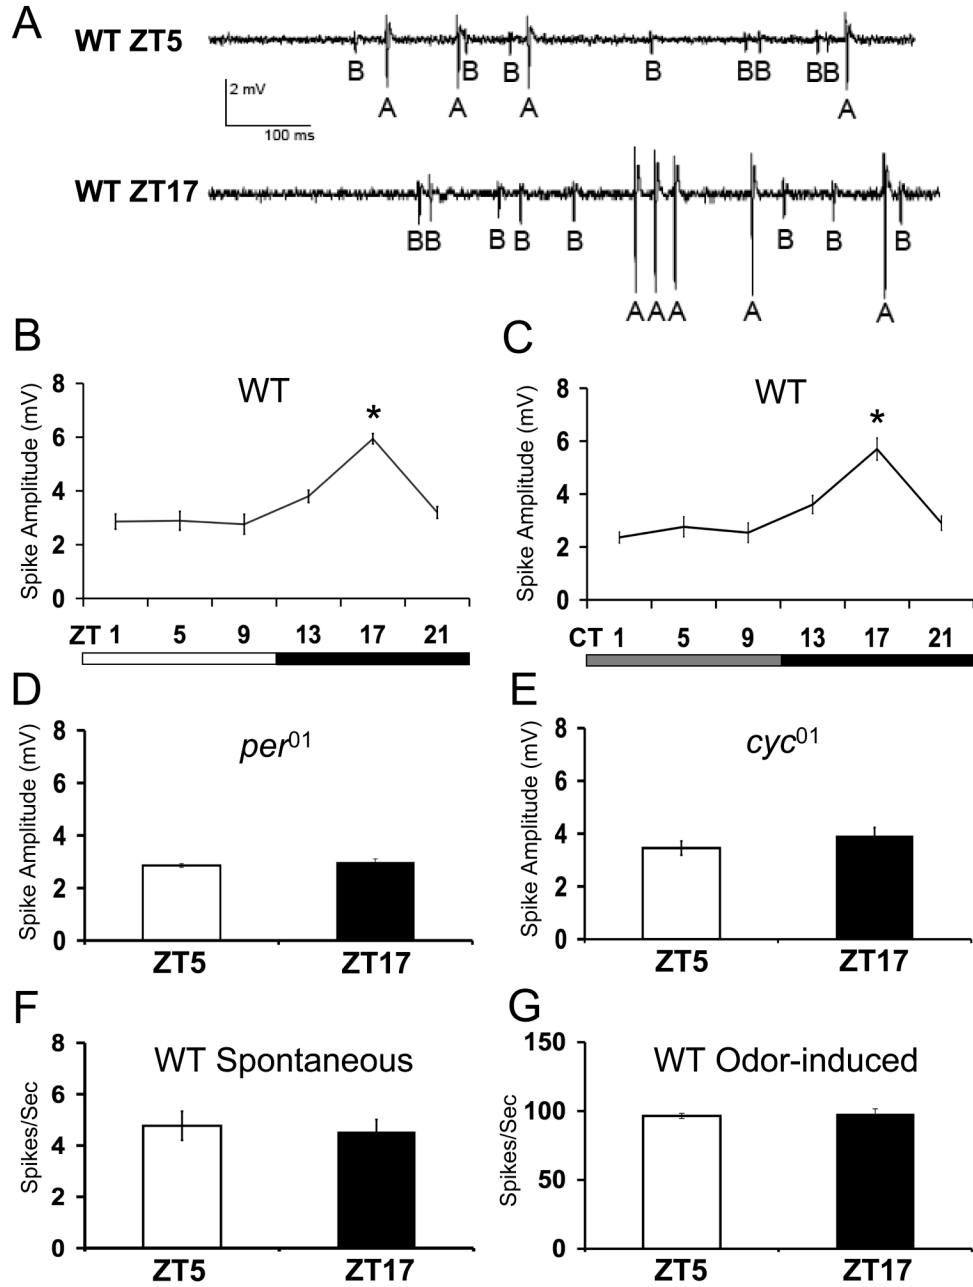 A
WT ZT5
B B B B BB BB
A A A A
2 mV
100 ms
WT ZT17
BB B B B B B B
A A A A A
B
WT
*
Spike Amplitude (mV)
8
6
4
2
0
ZT 1 5 9 13 17 21
C
WT
*
Spike Amplitude (mV)
8
6
4
2
0
CT 1 5 9 13 17 21
D
per01
Spike Amplitude (mV)
8
6
4
2
0
ZT5 ZT17
E
cyc01
Spike Amplitude (mV)
8
6
4
2
0
ZT5 ZT17
F
WT Spontaneous
Spikes/Sec
8
6
4
2
0
ZT5 ZT17
G
WT Odor-induced
Spikes/Sec
150
100
50
0
ZT5 ZT17